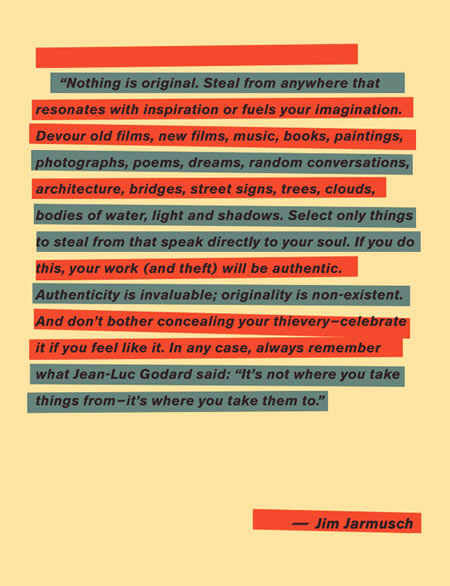 “Nothing is original. Steal from anywhere that
resonates with inspiration or fuels your imagination.
Devour old films, new films, music, books, paintings,
photographs, poems, dreams, random conversations,
architecture, bridges, street signs, trees, clouds,
bodies of water, light and shadows. Select only things
to steal from that speak directly to your soul. If you do
this, your work (and theft) will be authentic.
Authenticity is invaluable; originality is non-existent.
And don’t bother concealing your thievery–celebrate
it if you feel like it. In any case, always remember
what Jean-Luc Godard said: “It’s not where you take
things from–it’s where you take them to.”
— Jim Jarmusch